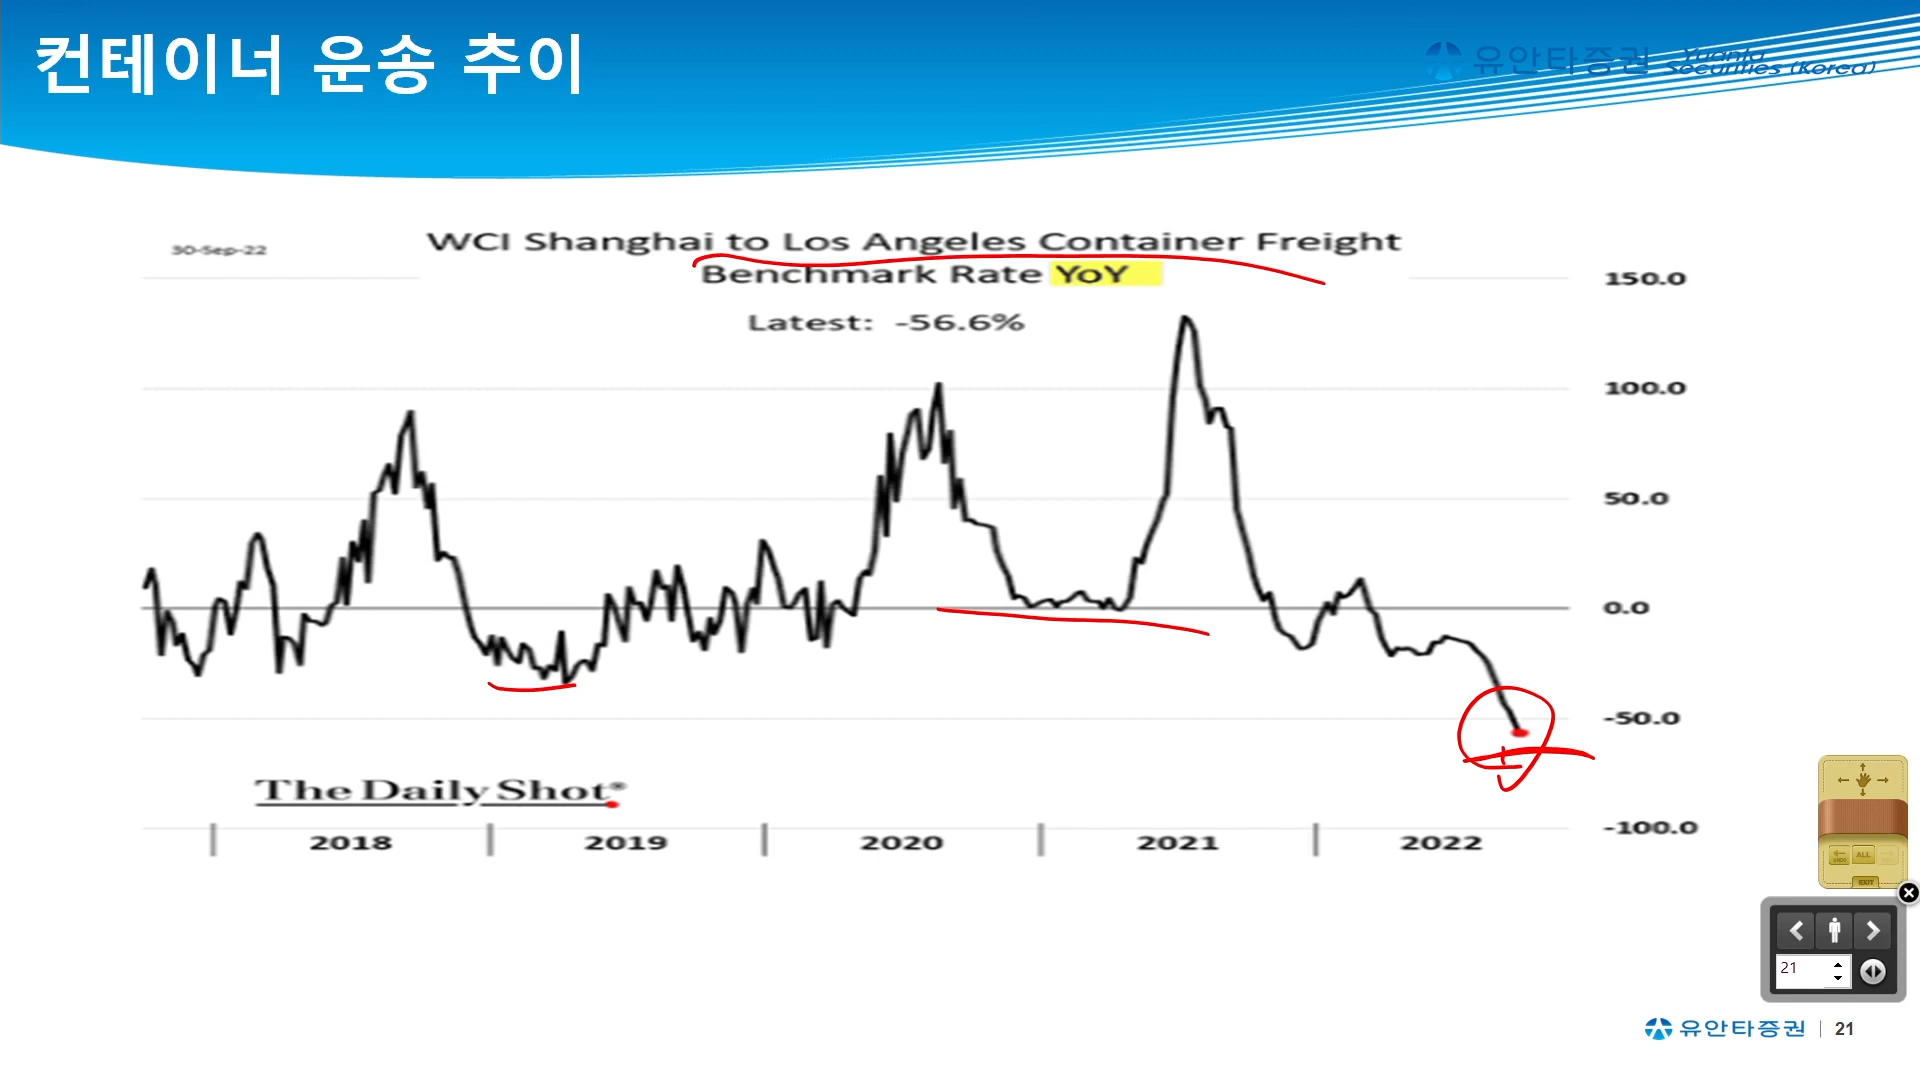 컨테이너 운송 추이
유안타증권 Yuanta Securities (Korea)
30-Sep-22
WCI Shanghai to Los Angeles Container Freight
Benchmark Rate YoY
Latest: -56.6%
150.0
100.0
50.0
0.0
-50.0
-100.0
The Daily Shot®
2018 2019 2020 2021 2022
ALL
EXIT
21
유안타증권 | 21